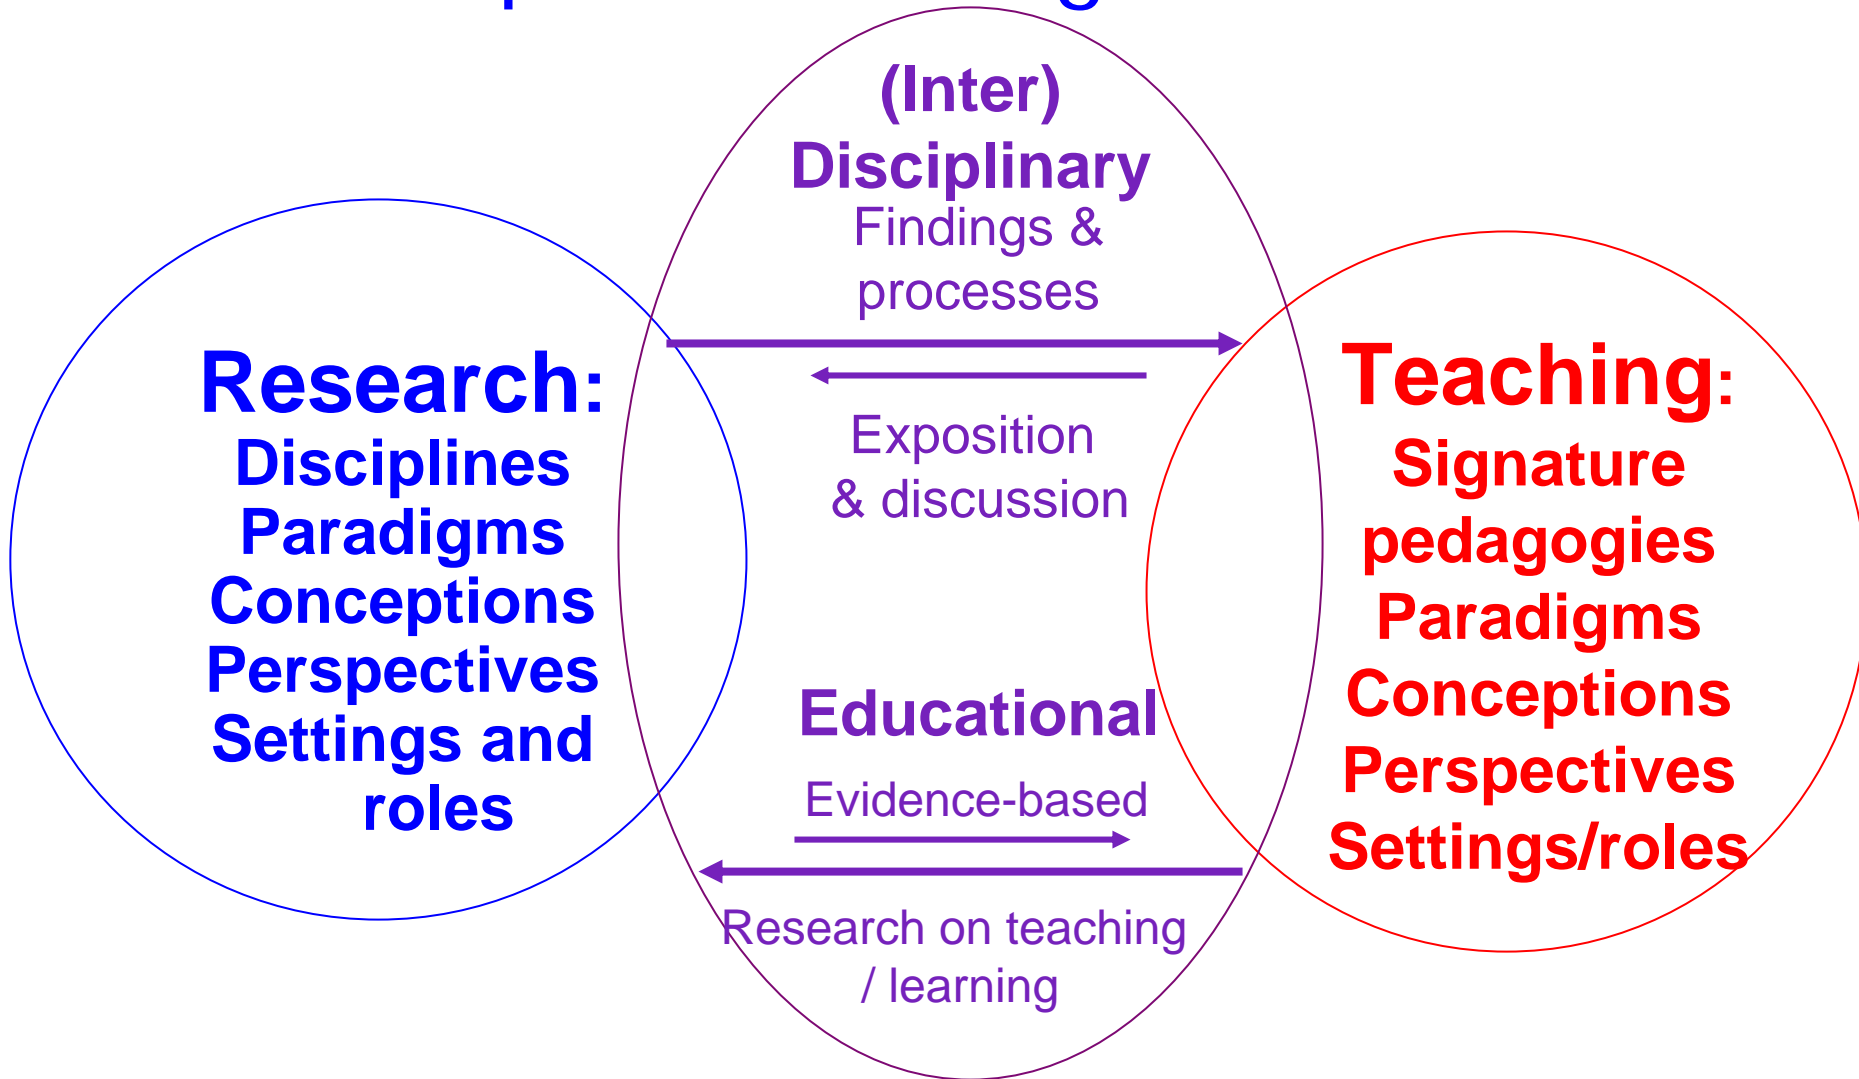 Research:
Disciplines
Paradigms
Conceptions
Perspectives
Settings and
roles
(Inter)
Disciplinary
Findings &
processes
Exposition
& discussion
Educational
Evidence-based
Research on teaching
/ learning
Teaching:
Signature
pedagogies
Paradigms
Conceptions
Perspectives
Settings/roles